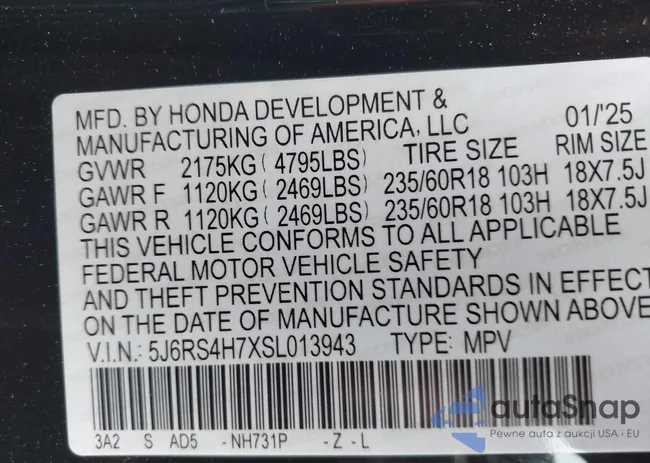 MFD. BY HONDA DEVELOPMENT &
MANUFACTURING OF AMERICA, LLC 01/'25
GVWR 2175KG ( 4795LBS) TIRE SIZE RIM SIZE
GAWR F 1120KG ( 2469LBS) 235/60R18 103H 18X7.5J
GAWR R 1120KG ( 2469LBS) 235/60R18 103H 18X7.5J
THIS VEHICLE CONFORMS TO ALL APPLICABLE
FEDERAL MOTOR VEHICLE SAFETY
AND THEFT PREVENTION STANDARDS IN EFFECT
ON THE DATE OF MANUFACTURE SHOWN ABOVE
V.I.N.: 5J6RS4H7XSL013943 TYPE: MPV
3A2 S AD5 - NH731P - Z - L
autoSnap
Pewne auta z aukcji USA i EU